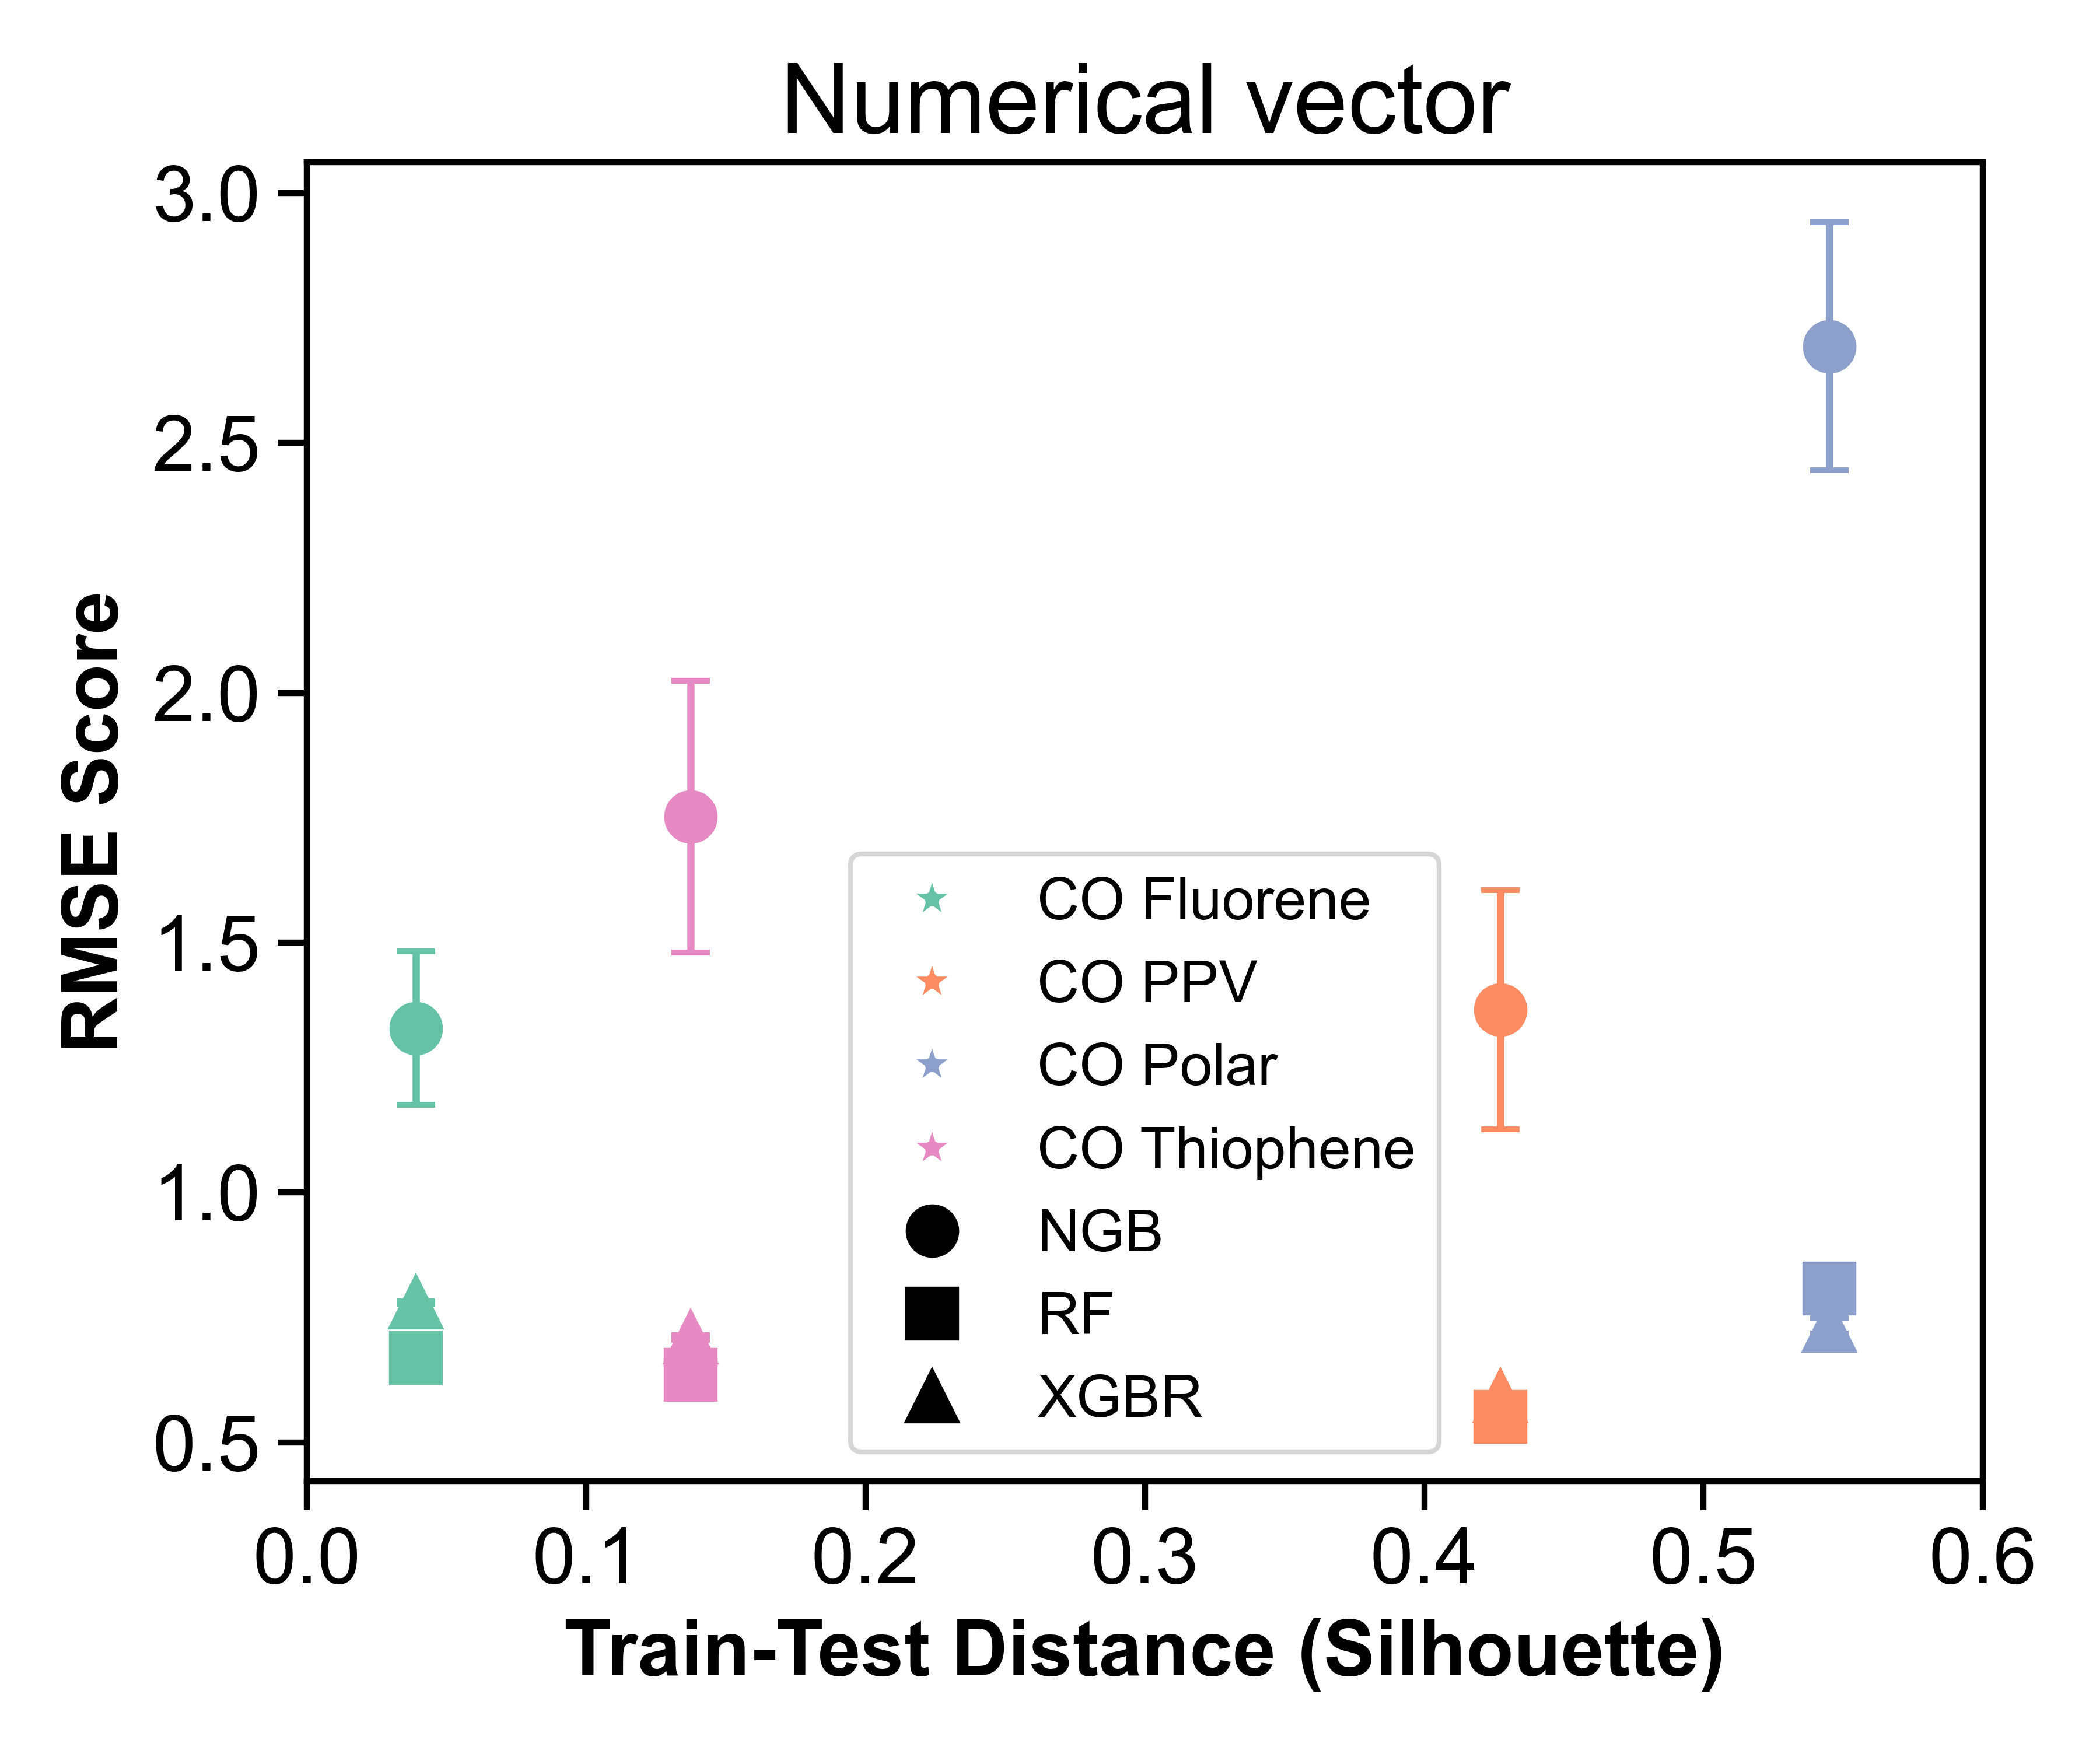 Numerical vector
3.0
2.5
2.0
1.5
1.0
0.5
RMSE Score
CO Fluorene
CO PPV
CO Polar
CO Thiophene
NGB
RF
XGBR
0.0 0.1 0.2 0.3 0.4 0.5 0.6
Train-Test Distance (Silhouette)